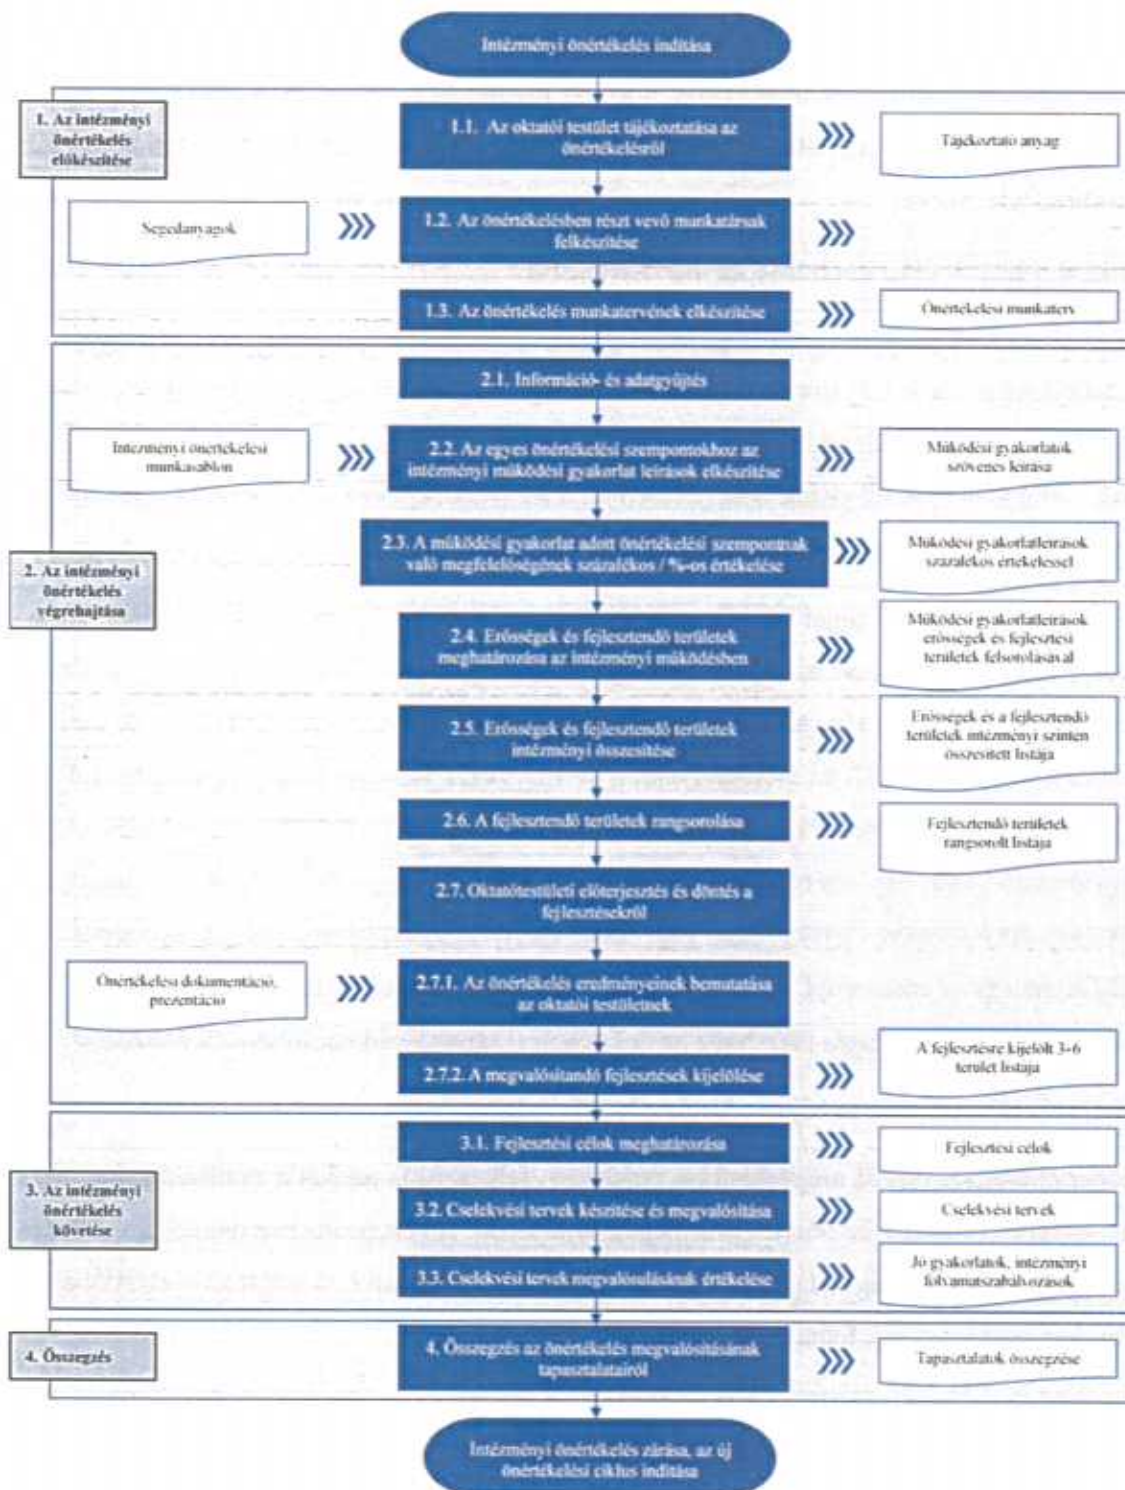 Intézményi önértékelés indítása
1. Az intézményi
önértékelés
előkészítése
1.1. Az oktatói testület tájékoztatása az
önértékelésről
Tájékoztató anyag
Segédanyagok
1.2. Az önértékelésben részt vevő munkatársak
felkészítése
1.3. Az önértékelés munkatervének elkészítése
Önértékelési munkaterv
2. Az intézményi
önértékelés
végrehajtása
2.1. Információ- és adatgyűjtés
Intézményi önértékelési
munkasablon
2.2. Az egyes önértékelési szempontokhoz az
intézményi működési gyakorlat leírások elkészítése
Működési gyakorlatok
szöveges leírása
2.3. A működési gyakorlat adott önértékelési szempontnak
való megfelelőségének százalékos / %-os értékelése
Működési gyakorlatleírások
százalékos értékeléssel
2.4. Erősségek és fejlesztendő területek
meghatározása az intézményi működésben
Működési gyakorlatleírások
erősségek és fejlesztési
területek felsorolásával
2.5. Erősségek és fejlesztendő területek
intézményi összesítése
Erősségek és a fejlesztendő
területek intézményi szinten
összesített listája
2.6. A fejlesztendő területek rangsorolása
Fejlesztendő területek
rangsorolt listája
2.7. Oktatótestületi előterjesztés és döntés a
fejlesztésekről
Önértékelési dokumentáció,
prezentáció
2.7.1. Az önértékelés eredményeinek bemutatása
az oktatói testületnek
2.7.2. A megvalósítandó fejlesztések kijelölése
A fejlesztésre kijelölt 3-6
terület listája
3. Az intézményi
önértékelés
követése
3.1. Fejlesztési célok meghatározása
Fejlesztési célok
3.2. Cselekvési tervek készítése és megvalósítása
Cselekvési tervek
3.3. Cselekvési tervek megvalósulásának értékelése
Jó gyakorlatok, intézményi
folyamatszabályozások
4. Összegzés
4. Összegzés az önértékelés megvalósításának
tapasztalatairól
Tapasztalatok összegzése
Intézményi önértékelés zárása, az új
önértékelési ciklus indítása